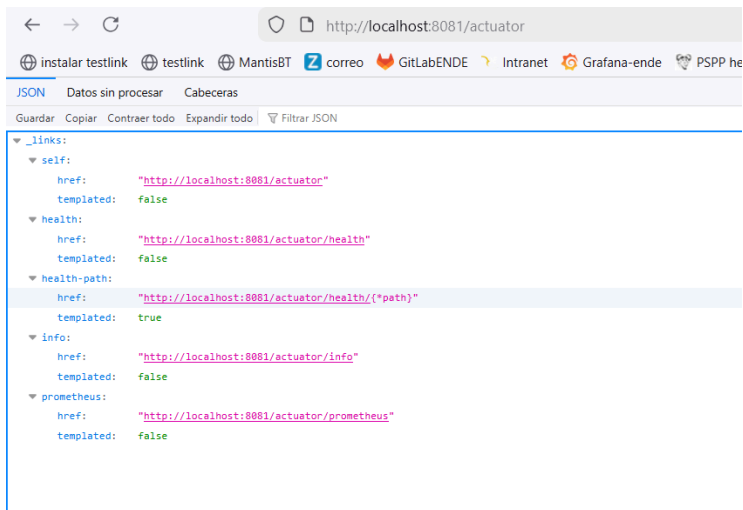 http://localhost:8081/actuator
instalar testlink testlink MantisBT Z correo GitLabENDE Intranet Grafana-ende PSPP he
JSON Datos sin procesar Cabeceras
Guardar Copiar Contraer todo Expandir todo Filtrar JSON
_links:
self:
href: "http://localhost:8081/actuator"
templated: false
health:
href: "http://localhost:8081/actuator/health"
templated: false
health-path:
href: "http://localhost:8081/actuator/health/{*path}"
templated: true
info:
href: "http://localhost:8081/actuator/info"
templated: false
prometheus:
href: "http://localhost:8081/actuator/prometheus"
templated: false